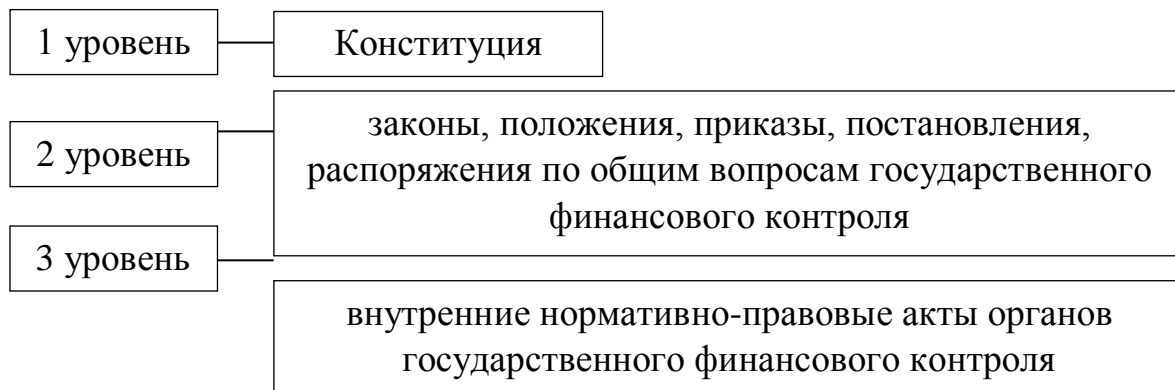 1 уровень
Конституция
2 уровень
законы, положения, приказы, постановления,
распоряжения по общим вопросам государственного
финансового контроля
3 уровень
внутренние нормативно-правовые акты органов
государственного финансового контроля